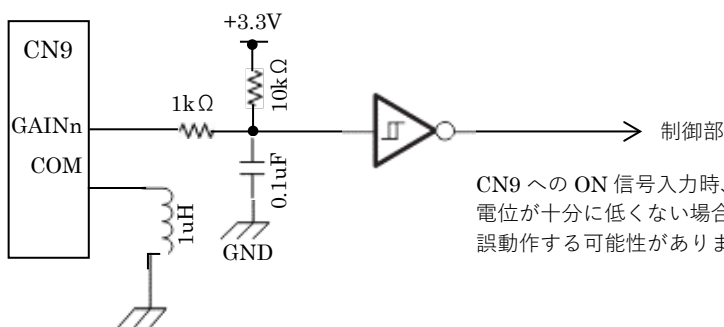 +3.3V
CN9
10kΩ
1kΩ
GAINn
制御部
COM
0.1uF
CN9 への ON 信号入力時、
電位が十分に低くない場合
誤動作する可能性がありま
1uH
GND